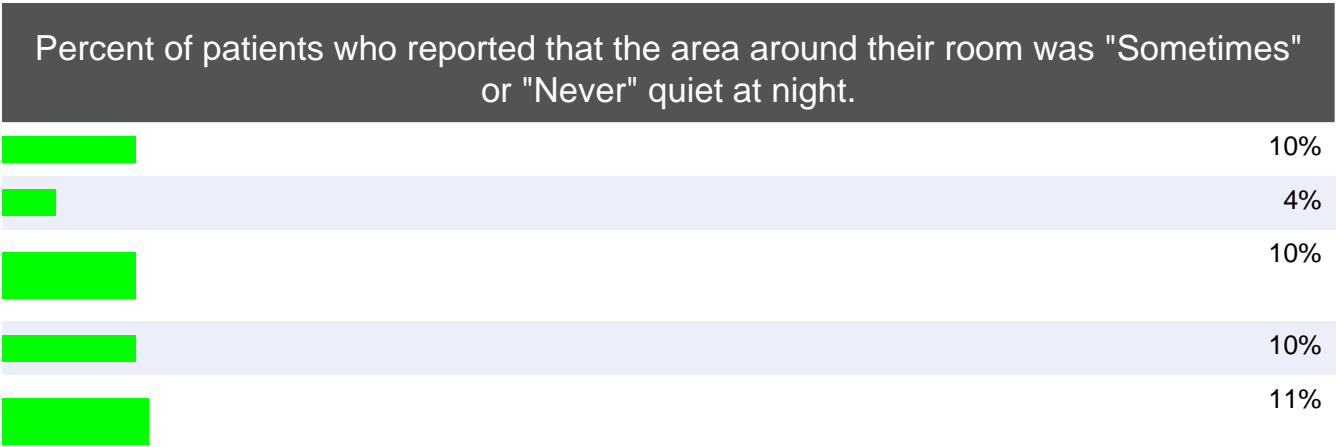 Percent of patients who reported that the area around their room was "Sometimes"
or "Never" quiet at night.
10%
4%
10%
10%
11%